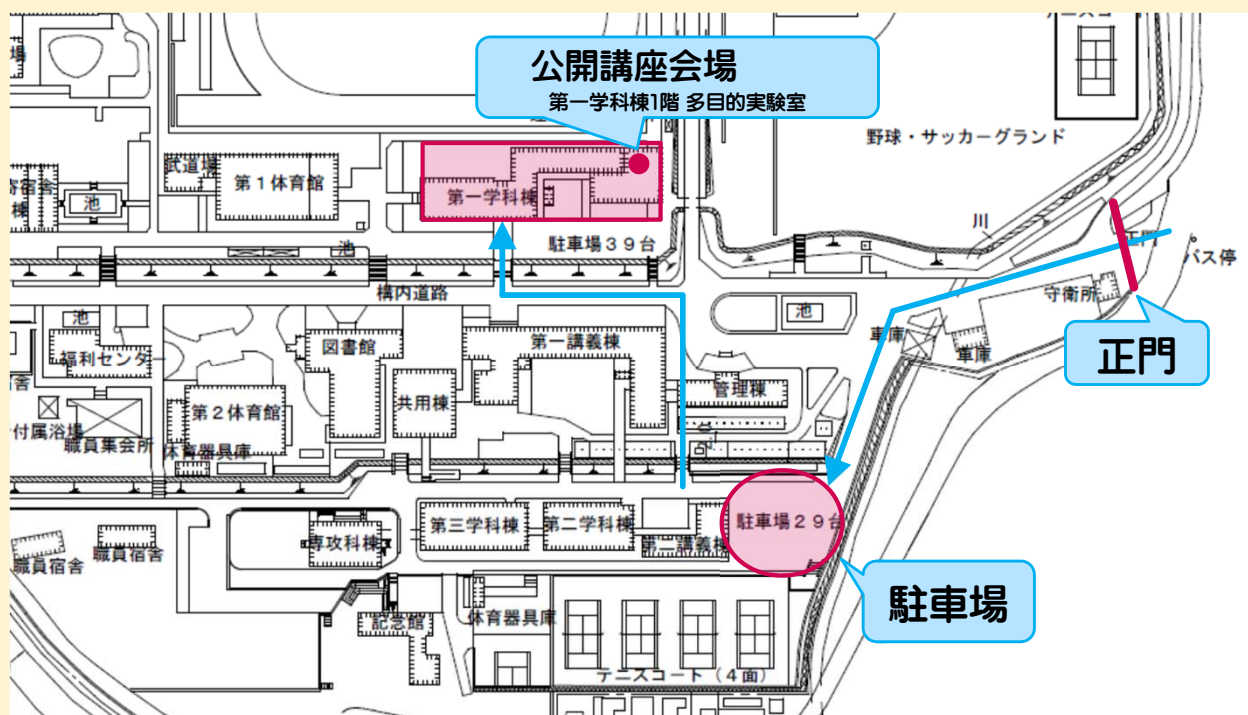 公開講座会場
第一学科棟1階 多目的実験室
野球・サッカーグランド
武道場
第１体育館
第一学科棟
池
駐車場３９台
川
正門
バス停
池
構内道路
守衛所
正門
池
池
福利センター
図書館
第一講義棟
車庫
車庫
管理棟
共用棟
第２体育館
付属浴場
職員集会所
体育器具庫
第三学科棟
第二学科棟
駐車場２９台
専攻科棟
第二講義棟
職員宿舎
職員宿舎
駐車場
記念館
体育器具庫
テニスコート（４面）